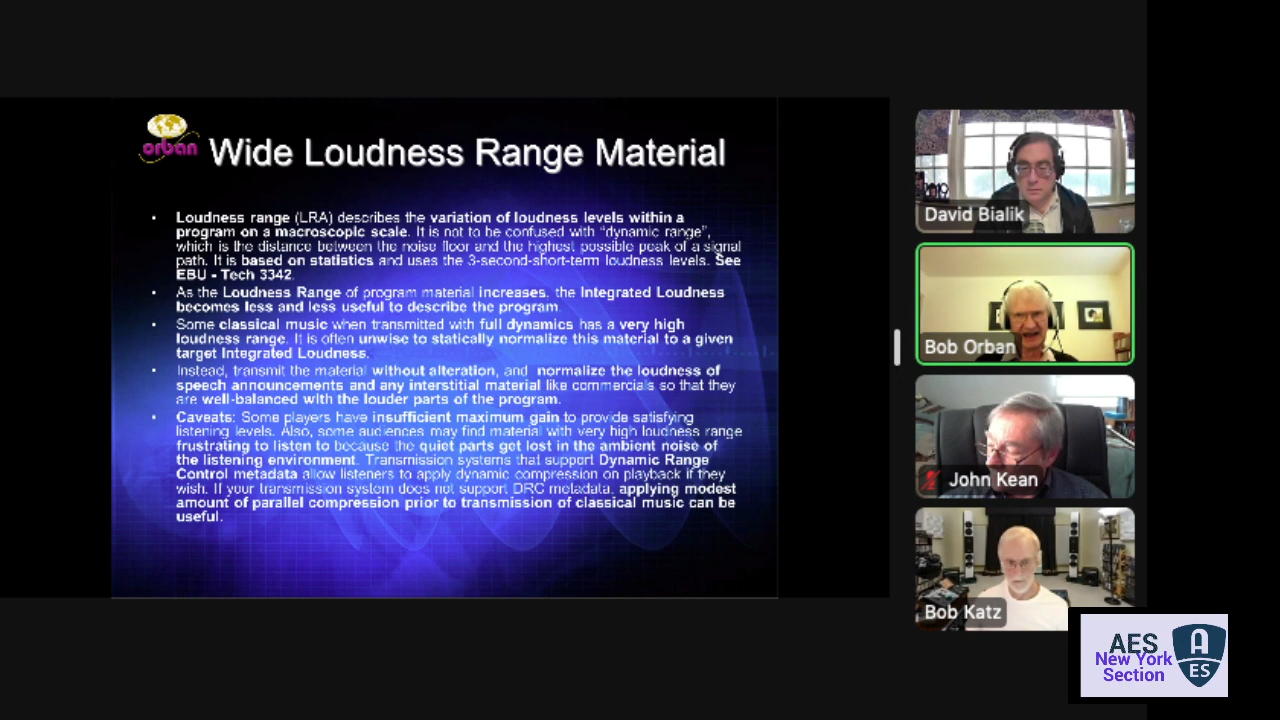 orban
Wide Loudness Range Material
• Loudness range (LRA) describes the variation of loudness levels within a
program on a macroscopic scale. It is not to be confused with "dynamic range",
which is the distance between the noise floor and the highest possible peak of a signal
path. It is based on statistics and uses the 3-second-short-term loudness levels. See
EBU - Tech 3342.
• As the Loudness Range of program material increases, the Integrated Loudness
becomes less and less useful to describe the program.
• Some classical music when transmitted with full dynamics has a very high
loudness range. It is often unwise to statically normalize this material to a given
target Integrated Loudness.
• Instead, transmit the material without alteration, and normalize the loudness of
speech announcements and any interstitial material like commercials so that they
are well-balanced with the louder parts of the program.
• Caveats: Some players have insufficient maximum gain to provide satisfying
listening levels. Also, some audiences may find material with very high loudness range
frustrating to listen to because the quiet parts get lost in the ambient noise of
the listening environment. Transmission systems that support Dynamic Range
Control metadata allow listeners to apply dynamic compression on playback if they
wish. If your transmission system does not support DRC metadata, applying modest
amount of parallel compression prior to transmission of classical music can be
useful.
David Bialik
Bob Orban
John Kean
Bob Katz
AES
New York
Section
A
ES